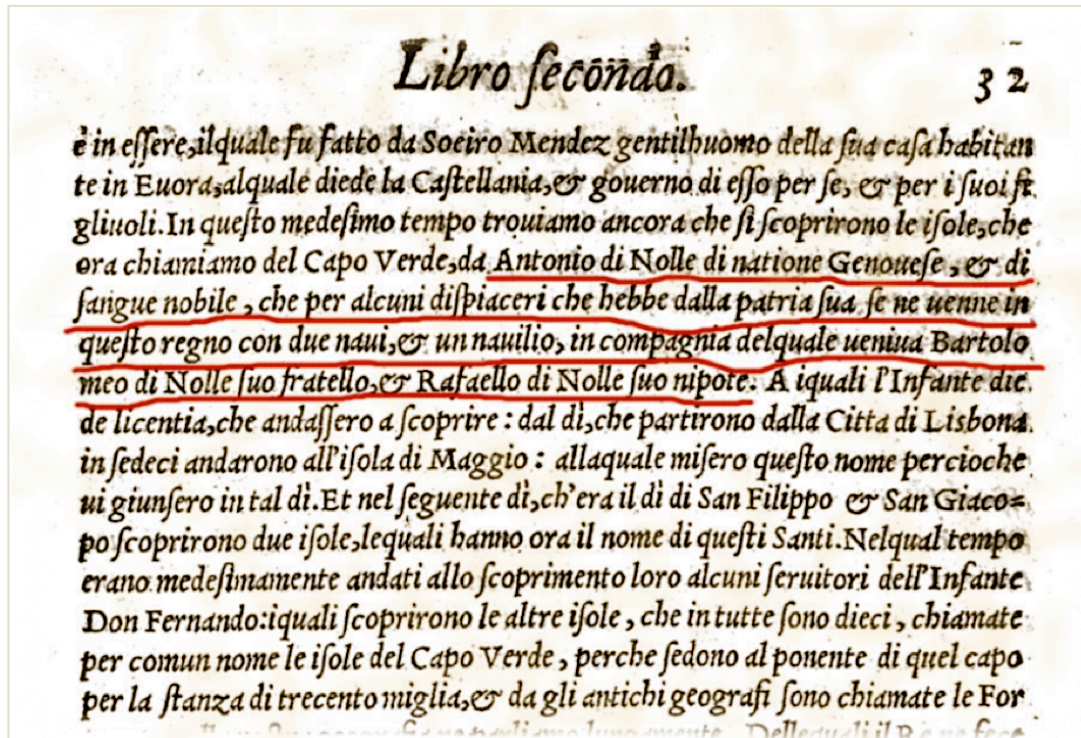 Libro secondo. 32
è in essere, ilquale fu fatto da Soeiro Mendez gentilhuomo della sua casa habitan
te in Euora, alquale diede la Castellania, & gouerno di esso per se, & per i suoi fi
gliuoli. In questo medesimo tempo trouiamo ancora che si scoprirono le isole, che
ora chiamiamo del Capo Verde, da Antonio di Nolle di natione Genouese, & di
sangue nobile, che per alcuni dispiaceri che hebbe dalla patria sua se ne uenne in
questo regno con due naui, & un nauilio, in compagnia delquale ueniua Bartolo
meo di Nolle suo fratello, & Rafaello di Nolle suo nipote. A iquali l'Infante die
de licentia, che andassero a scoprire: dal dì, che partirono dalla Citta di Lisbona
in sedeci andarono all'isola di Maggio: allaquale misero questo nome percioche
ui giunsero in tal dì. Et nel seguente dì, ch'era il dì di San Filippo & San Giaco=
po scoprirono due isole, lequali hanno ora il nome di questi Santi. Nelqual tempo
erano medesimamente andati allo scoprimento loro alcuni seruitori dell'Infante
Don Fernando: iquali scoprirono le altre isole, che in tutte sono dieci, chiamate
per comun nome le isole del Capo Verde, perche sedono al ponente di quel capo
per la stanza di trecento miglia, & da gli antichi geografi sono chiamate le For